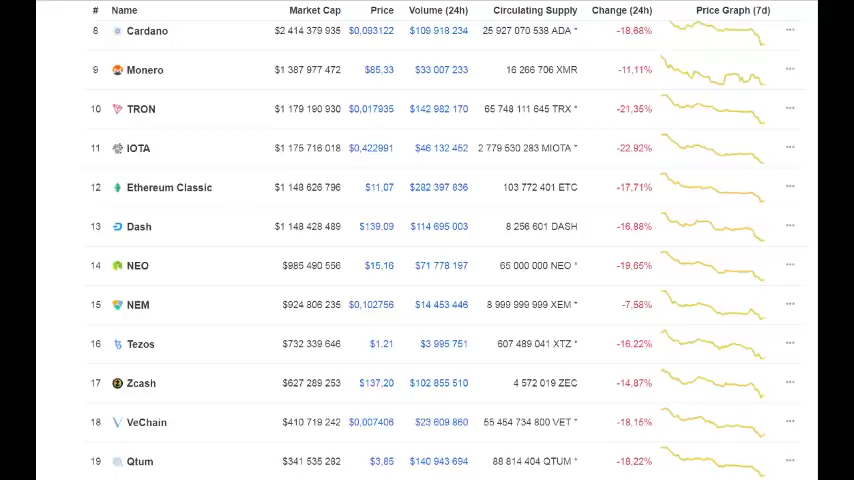 # Name Market Cap Price Volume (24h) Circulating Supply Change (24h) Price Graph (7d)
8 Cardano $2 414 379 935 $0,093122 $109 918 234 25 927 070 538 ADA * -18,68% ...
9 Monero $1 387 977 472 $85,33 $33 007 233 16 266 706 XMR -11,11% ...
10 TRON $1 179 190 930 $0,017935 $142 982 170 65 748 111 645 TRX * -21,35% ...
11 IOTA $1 175 716 018 $0,422991 $46 132 452 2 779 530 283 MIOTA * -22,92% ...
12 Ethereum Classic $1 148 626 796 $11,07 $282 397 836 103 772 401 ETC -17,71% ...
13 Dash $1 148 428 489 $139,09 $114 695 003 8 256 601 DASH -16,88% ...
14 NEO $985 490 556 $15,16 $71 778 197 65 000 000 NEO * -19,65% ...
15 NEM $924 806 235 $0,102756 $14 453 446 8 999 999 999 XEM * -7,58% ...
16 Tezos $732 339 646 $1,21 $3 995 751 607 489 041 XTZ * -16,22% ...
17 Zcash $627 289 253 $137,20 $102 855 510 4 572 019 ZEC -14,87% ...
18 VeChain $410 719 242 $0,007406 $23 609 860 55 454 734 800 VET * -18,15% ...
19 Qtum $341 535 282 $3,85 $140 943 694 88 814 404 QTUM * -18,22% ...